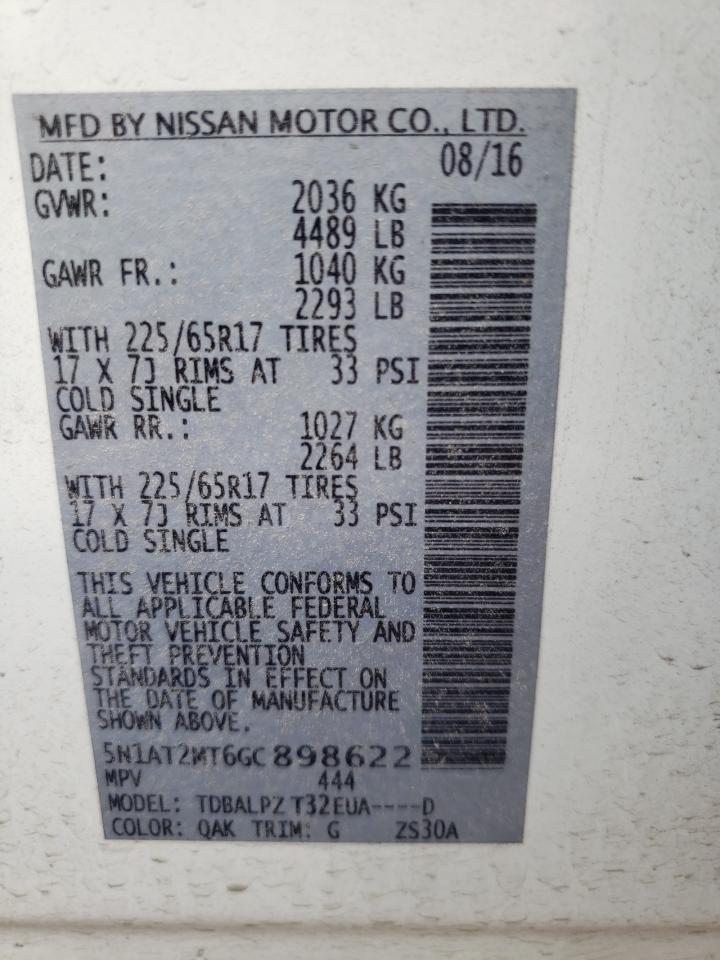 MFD BY NISSAN MOTOR CO., LTD.
DATE: 08/16
GVWR: 2036 KG
4489 LB
GAWR FR.: 1040 KG
2293 LB
WITH 225/65R17 TIRES
17 X 7J RIMS AT 33 PSI
COLD SINGLE
GAWR RR.: 1027 KG
2264 LB
WITH 225/65R17 TIRES
17 X 7J RIMS AT 33 PSI
COLD SINGLE
THIS VEHICLE CONFORMS TO
ALL APPLICABLE FEDERAL
MOTOR VEHICLE SAFETY AND
THEFT PREVENTION
STANDARDS IN EFFECT ON
THE DATE OF MANUFACTURE
SHOWN ABOVE.
5N1AT2MT6GC898622
MPV 444
MODEL: TDBALPZ T32EUA----D
COLOR: QAK TRIM: G ZS30A